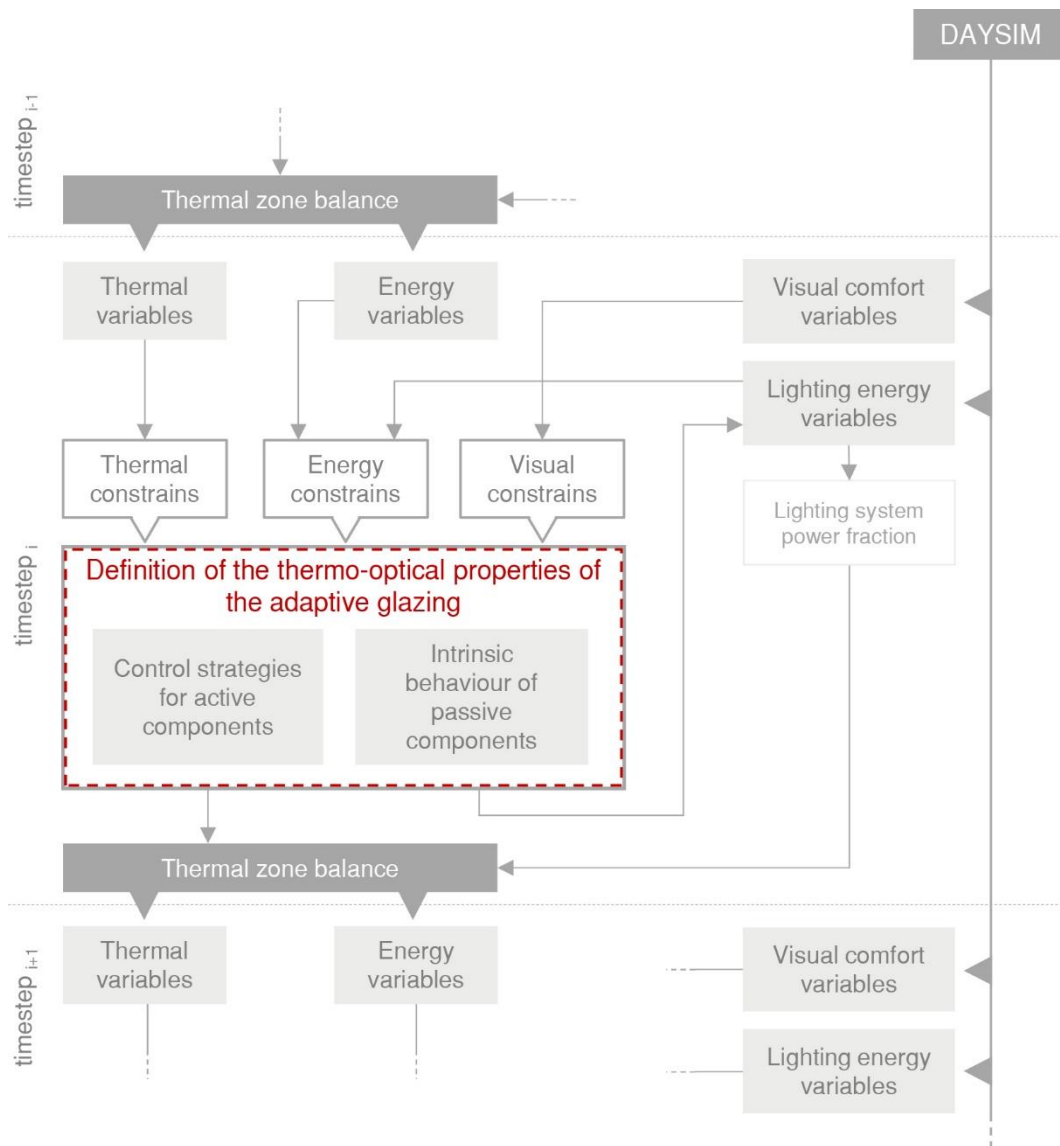 DAYSIM
timestep i-1
Thermal zone balance
Thermal
variables
Energy
variables
Visual comfort
variables
Lighting energy
variables
Thermal
constrains
Energy
constrains
Visual
constrains
Lighting system
power fraction
timestep i
Definition of the thermo-optical properties of
the adaptive glazing
Control strategies
for active
components
Intrinsic
behaviour of
passive
components
Thermal zone balance
timestep i+1
Thermal
variables
Energy
variables
Visual comfort
variables
Lighting energy
variables